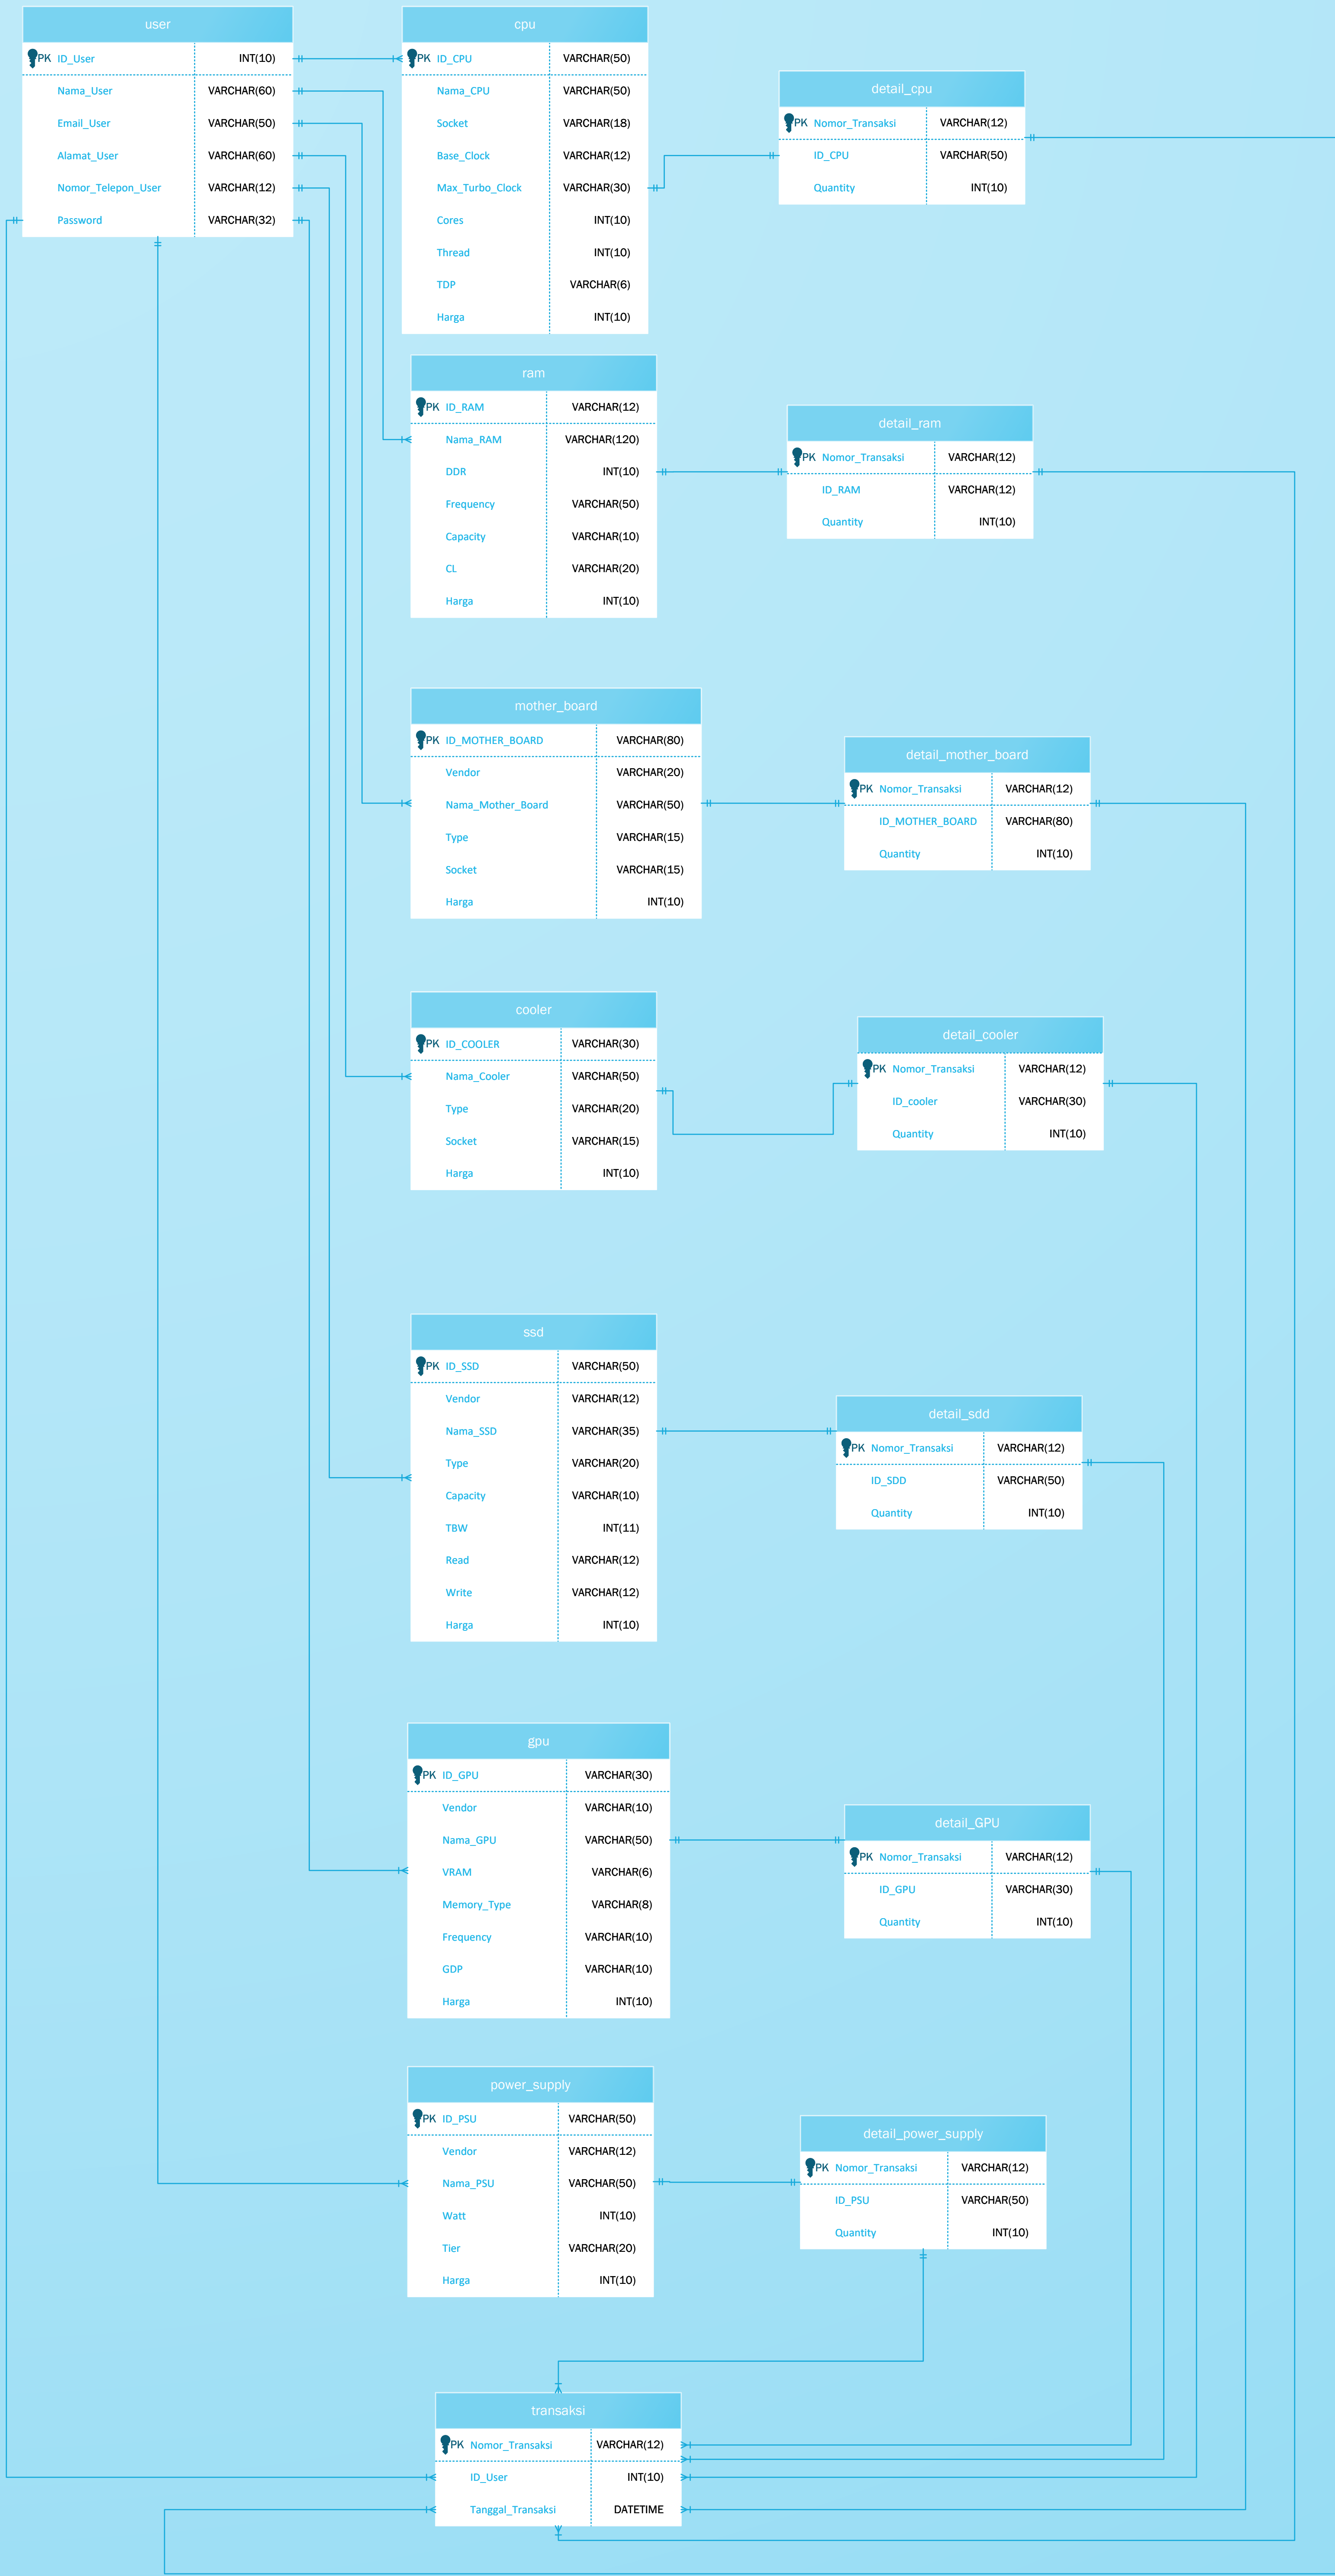 user
PK ID_User INT(10)
Nama_User VARCHAR(60)
Email_User VARCHAR(50)
Alamat_User VARCHAR(60)
Nomor_Telepon_User VARCHAR(12)
Password VARCHAR(32)
cpu
PK ID_CPU VARCHAR(50)
Nama_CPU VARCHAR(50)
Socket VARCHAR(18)
Base_Clock VARCHAR(12)
Max_Turbo_Clock VARCHAR(30)
Cores INT(10)
Thread INT(10)
TDP VARCHAR(6)
Harga INT(10)
detail_cpu
PK Nomor_Transaksi VARCHAR(12)
ID_CPU VARCHAR(50)
Quantity INT(10)
ram
PK ID_RAM VARCHAR(12)
Nama_RAM VARCHAR(120)
DDR INT(10)
Frequency VARCHAR(50)
Capacity VARCHAR(10)
CL VARCHAR(20)
Harga INT(10)
detail_ram
PK Nomor_Transaksi VARCHAR(12)
ID_RAM VARCHAR(12)
Quantity INT(10)
mother_board
PK ID_MOTHER_BOARD VARCHAR(80)
Vendor VARCHAR(20)
Nama_Mother_Board VARCHAR(50)
Type VARCHAR(15)
Socket VARCHAR(15)
Harga INT(10)
detail_mother_board
PK Nomor_Transaksi VARCHAR(12)
ID_MOTHER_BOARD VARCHAR(80)
Quantity INT(10)
cooler
PK ID_COOLER VARCHAR(30)
Nama_Cooler VARCHAR(50)
Type VARCHAR(20)
Socket VARCHAR(15)
Harga INT(10)
detail_cooler
PK Nomor_Transaksi VARCHAR(12)
ID_cooler VARCHAR(30)
Quantity INT(10)
ssd
PK ID_SSD VARCHAR(50)
Vendor VARCHAR(12)
Nama_SSD VARCHAR(35)
Type VARCHAR(20)
Capacity VARCHAR(10)
TBW INT(11)
Read VARCHAR(12)
Write VARCHAR(12)
Harga INT(10)
detail_sdd
PK Nomor_Transaksi VARCHAR(12)
ID_SDD VARCHAR(50)
Quantity INT(10)
gpu
PK ID_GPU VARCHAR(30)
Vendor VARCHAR(10)
Nama_GPU VARCHAR(50)
VRAM VARCHAR(6)
Memory_Type VARCHAR(8)
Frequency VARCHAR(10)
GDP VARCHAR(10)
Harga INT(10)
detail_GPU
PK Nomor_Transaksi VARCHAR(12)
ID_GPU VARCHAR(30)
Quantity INT(10)
power_supply
PK ID_PSU VARCHAR(50)
Vendor VARCHAR(12)
Nama_PSU VARCHAR(50)
Watt INT(10)
Tier VARCHAR(20)
Harga INT(10)
detail_power_supply
PK Nomor_Transaksi VARCHAR(12)
ID_PSU VARCHAR(50)
Quantity INT(10)
transaksi
PK Nomor_Transaksi VARCHAR(12)
ID_User INT(10)
Tanggal_Transaksi DATETIME